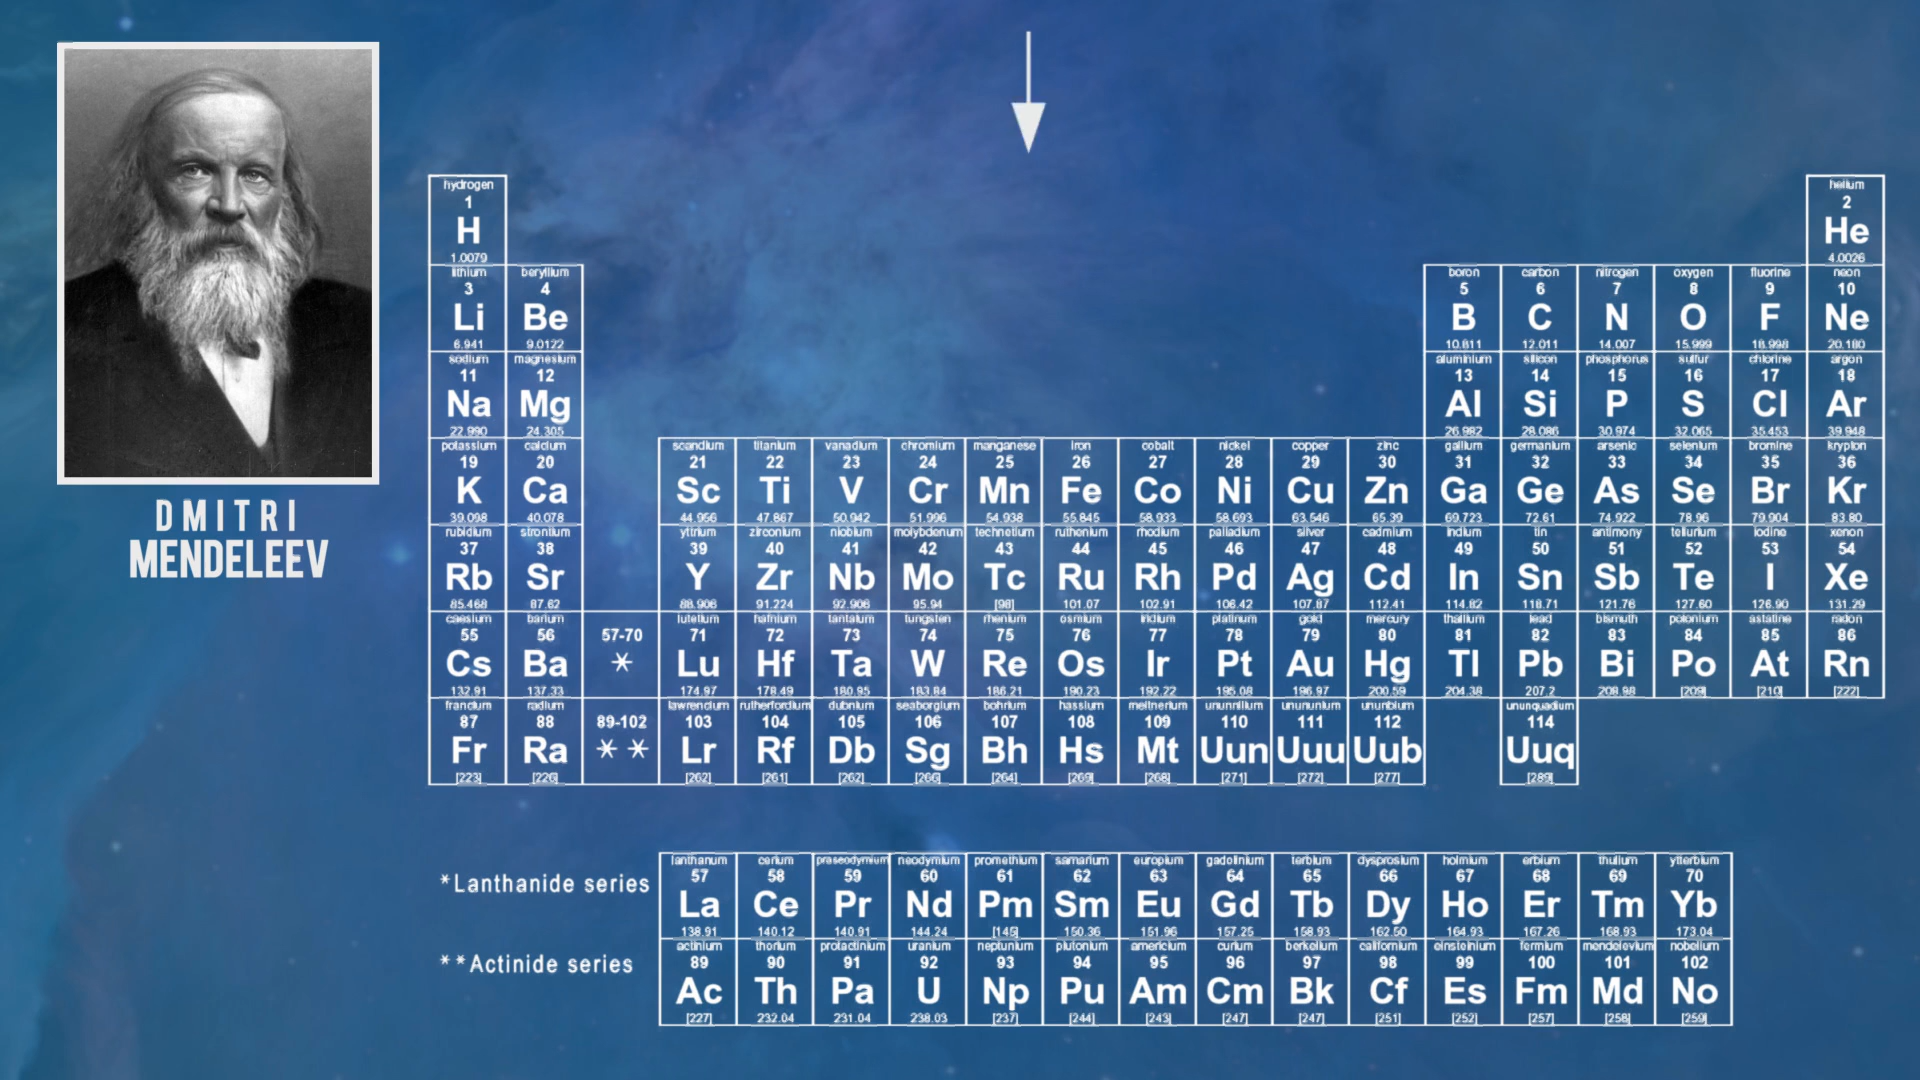 DMITRI
MENDELEEV
hydrogen helium
1 2
H He
1.0079 4.0026
lithium beryllium boron carbon nitrogen oxygen fluorine neon
3 4 5 6 7 8 9 10
Li Be B C N O F Ne
6.941 9.0122 10.811 12.011 14.007 15.999 18.998 20.180
sodium magnesium aluminium silicon phosphorus sulfur chlorine argon
11 12 13 14 15 16 17 18
Na Mg Al Si P S Cl Ar
22.990 24.305 26.982 28.086 30.974 32.065 35.453 39.948
potassium calcium scandium titanium vanadium chromium manganese iron cobalt nickel copper zinc gallium germanium arsenic selenium bromine krypton
19 20 21 22 23 24 25 26 27 28 29 30 31 32 33 34 35 36
K Ca Sc Ti V Cr Mn Fe Co Ni Cu Zn Ga Ge As Se Br Kr
39.098 40.078 44.956 47.867 50.942 51.996 54.938 55.845 58.933 58.693 63.546 65.39 69.723 72.61 74.922 78.96 79.904 83.80
rubidium strontium yttrium zirconium niobium molybdenum technetium ruthenium rhodium palladium silver cadmium indium tin antimony tellurium iodine xenon
37 38 39 40 41 42 43 44 45 46 47 48 49 50 51 52 53 54
Rb Sr Y Zr Nb Mo Tc Ru Rh Pd Ag Cd In Sn Sb Te I Xe
85.468 87.62 88.906 91.224 92.906 95.94 [98] 101.07 102.91 106.42 107.87 112.41 114.82 118.71 121.76 127.60 126.90 131.29
caesium barium lutetium hafnium tantalum tungsten rhenium osmium iridium platinum gold mercury thallium lead bismuth polonium astatine radon
55 56 57-70 71 72 73 74 75 76 77 78 79 80 81 82 83 84 85 86
Cs Ba * Lu Hf Ta W Re Os Ir Pt Au Hg Tl Pb Bi Po At Rn
132.91 137.33 174.97 178.49 180.95 183.84 186.21 190.23 192.22 195.08 196.97 200.59 204.38 207.2 208.98 [209] [210] [222]
francium radium lawrencium rutherfordium dubnium seaborgium bohrium hassium meitnerium ununnilium unununium ununbium ununquadium
87 88 89-102 103 104 105 106 107 108 109 110 111 112 114
Fr Ra * * Lr Rf Db Sg Bh Hs Mt Uun Uuu Uub Uuq
[223] [226] [262] [261] [262] [266] [264] [269] [268] [271] [272] [277] [289]
lanthanum cerium praseodymium neodymium promethium samarium europium gadolinium terbium dysprosium holmium erbium thulium ytterbium
57 58 59 60 61 62 63 64 65 66 67 68 69 70
*Lanthanide series
La Ce Pr Nd Pm Sm Eu Gd Tb Dy Ho Er Tm Yb
138.91 140.12 140.91 144.24 [145] 150.36 151.96 157.25 158.93 162.50 164.93 167.26 168.93 173.04
actinium thorium protactinium uranium neptunium plutonium americium curium berkelium californium einsteinium fermium mendelevium nobelium
89 90 91 92 93 94 95 96 97 98 99 100 101 102
**Actinide series
Ac Th Pa U Np Pu Am Cm Bk Cf Es Fm Md No
[227] 232.04 231.04 238.03 [237] [244] [243] [247] [247] [251] [252] [257] [258] [259]